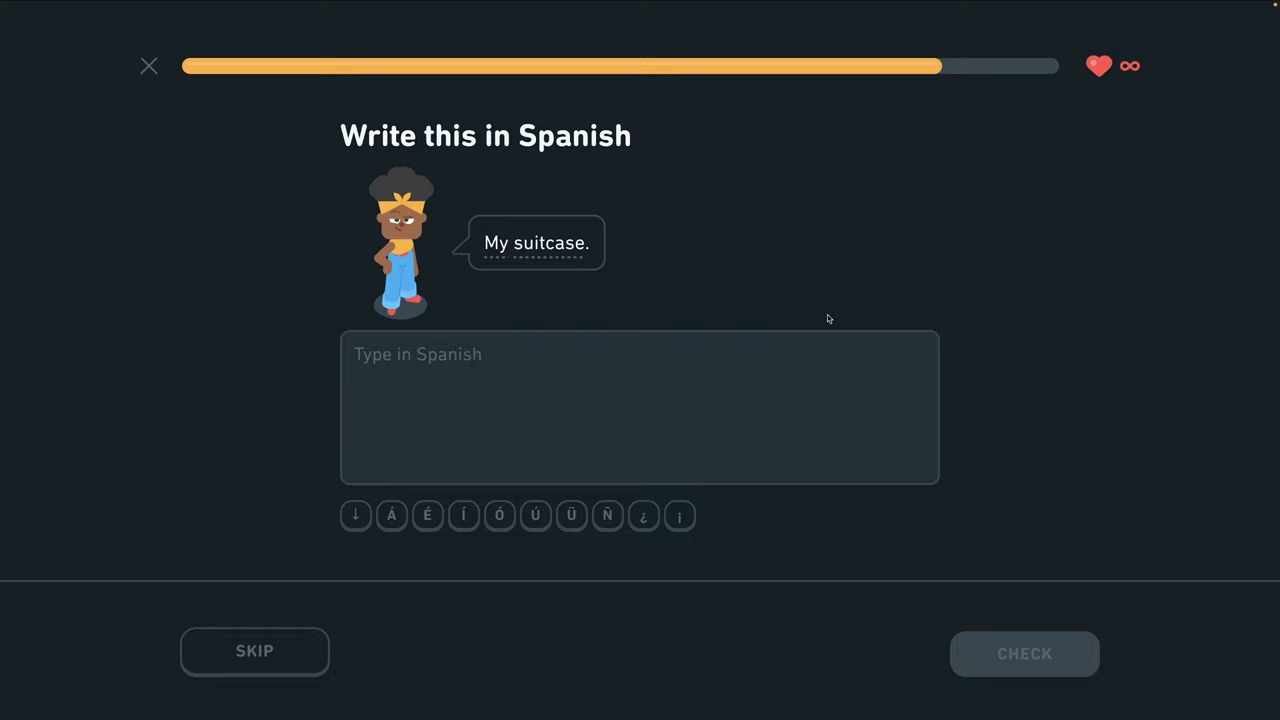 Write this in Spanish
My suitcase.
Type in Spanish
↓ Á É Í Ó Ú Ü Ñ ¿ ¡
SKIP
CHECK